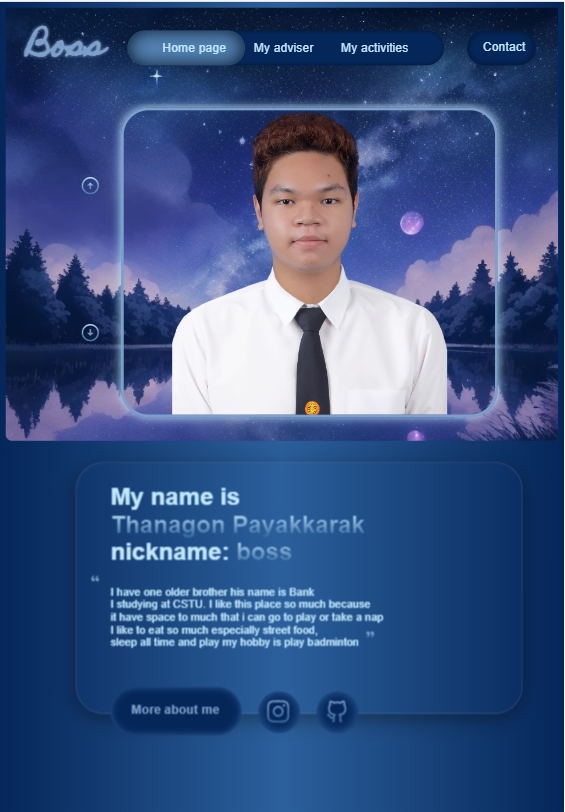 Boss
Home page
My adviser
My activities
Contact
My name is
Thanagon Payakkarak
nickname: boss
“
I have one older brother his name is Bank
I studying at CSTU. I like this place so much because
it have space to much that i can go to play or take a nap
I like to eat so much especially street food,
sleep all time and play my hobby is play badminton ”
More about me